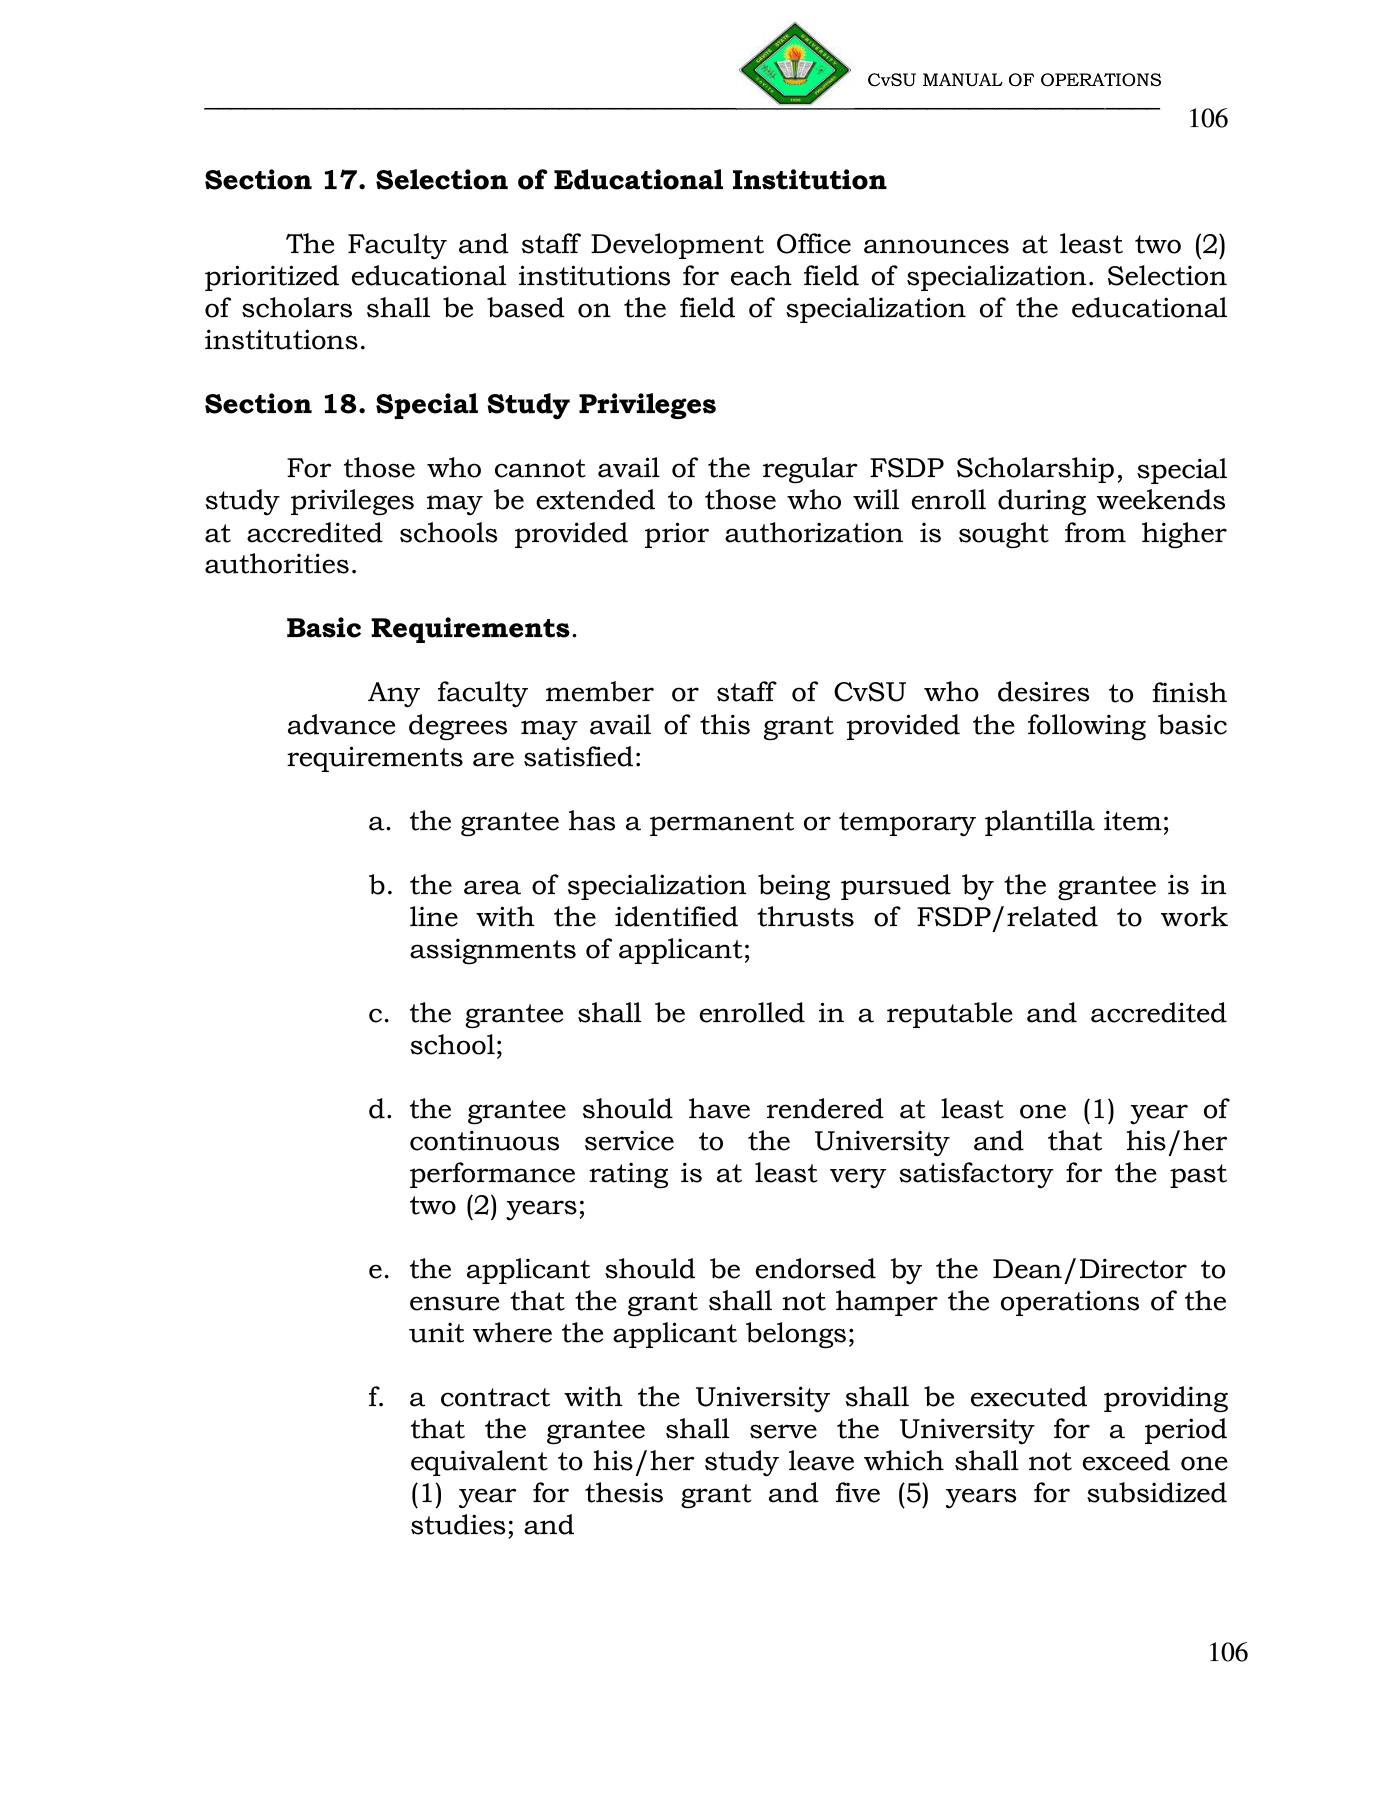 CvSU MANUAL OF OPERATIONS
106
Section 17. Selection of Educational Institution
The Faculty and staff Development Office announces at least two (2)
prioritized educational institutions for each field of specialization. Selection
of scholars shall be based on the field of specialization of the educational
institutions.
Section 18. Special Study Privileges
For those who cannot avail of the regular FSDP Scholarship, special
study privileges may be extended to those who will enroll during weekends
at accredited schools provided prior authorization is sought from higher
authorities.
Basic Requirements.
Any faculty member or staff of CvSU who desires to finish
advance degrees may avail of this grant provided the following basic
requirements are satisfied:
a. the grantee has a permanent or temporary plantilla item;
b. the area of specialization being pursued by the grantee is in
line with the identified thrusts of FSDP/related to work
assignments of applicant;
c. the grantee shall be enrolled in a reputable and accredited
school;
d. the grantee should have rendered at least one (1) year of
continuous service to the University and that his/her
performance rating is at least very satisfactory for the past
two (2) years;
e. the applicant should be endorsed by the Dean/Director to
ensure that the grant shall not hamper the operations of the
unit where the applicant belongs;
f. a contract with the University shall be executed providing
that the grantee shall serve the University for a period
equivalent to his/her study leave which shall not exceed one
(1) year for thesis grant and five (5) years for subsidized
studies; and
106